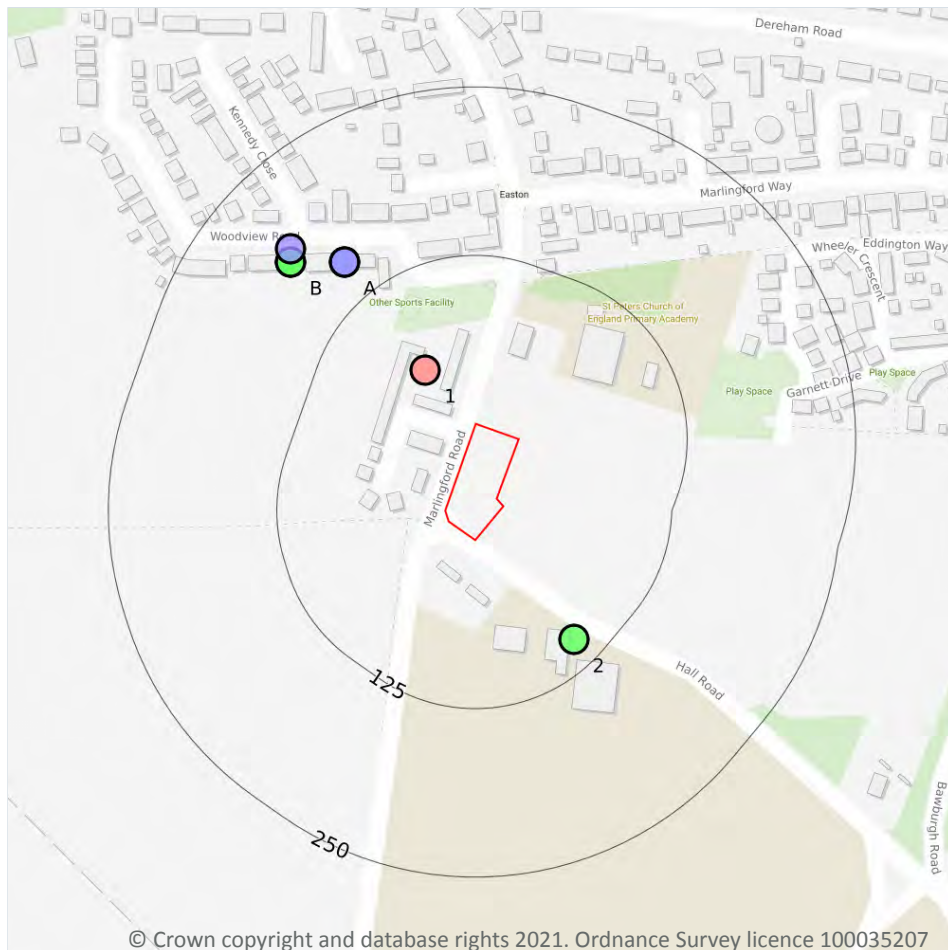 Dereham Road
Kennedy Close
Easton
Marlingford Way
Woodview Ro
Wheeler Crescent
Eddington Way
B
A
Other Sports Facility
St Peters Church of
England Primary Academy
1
Play Space
Play Space
Garnett Drive
Marlingford Road
2
Hall Road
125
250
Bawburgh Road
© Crown copyright and database rights 2021. Ordnance Survey licence 100035207